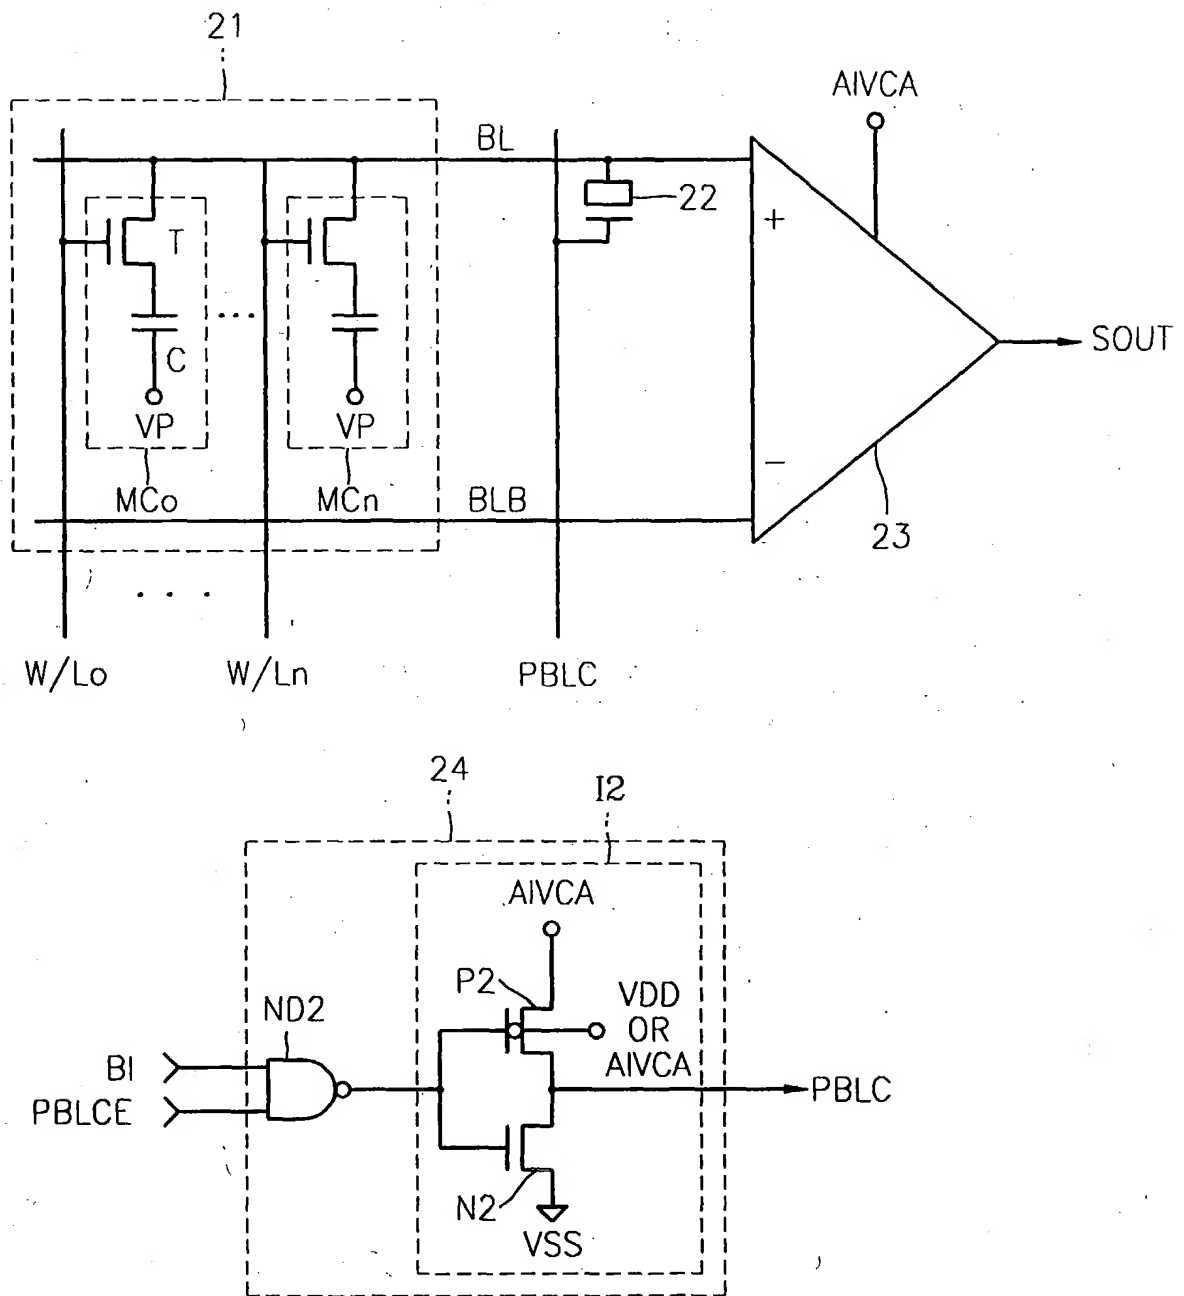 21
AIVCA
BL
22
+
T
...
C
SOUT
VP
VP
−
MCo
MCn
BLB
23
. . .
W/Lo
W/Ln
PBLC
24
I2
AIVCA
P2
VDD
OR
AIVCA
ND2
BI
PBLCE
PBLC
N2
VSS